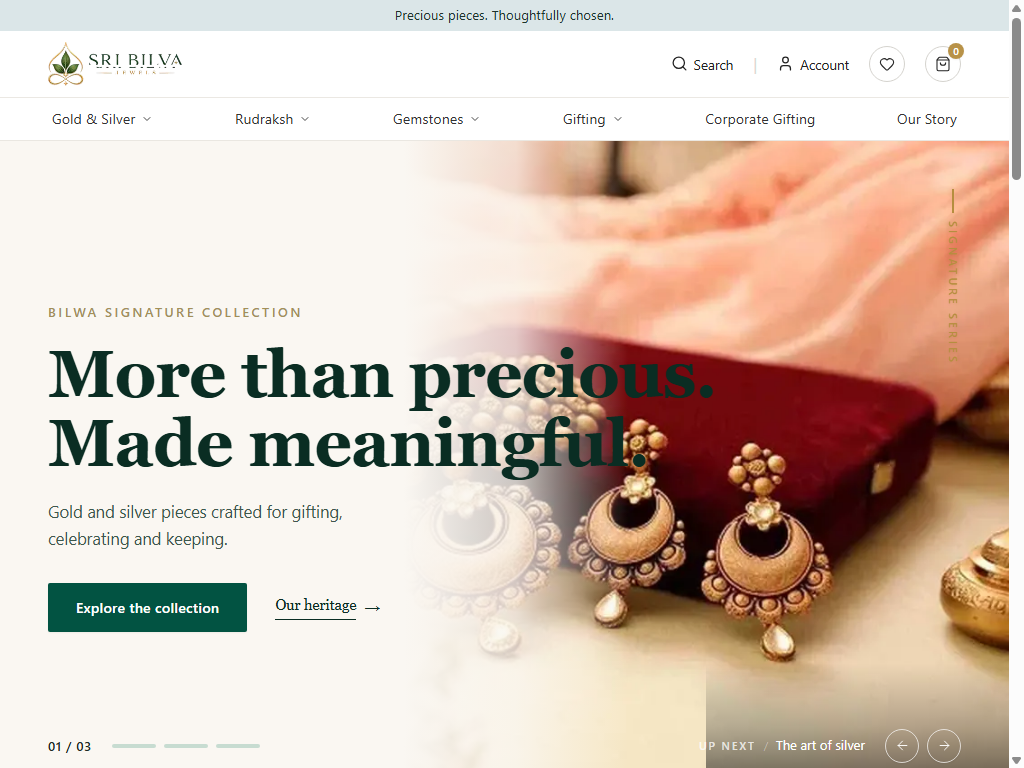 Precious pieces. Thoughtfully chosen.
SRI BILVA
JEWELS
Search | Account
0
Gold & Silver
Rudraksh
Gemstones
Gifting
Corporate Gifting
Our Story
SIGNATURE SERIES
BILWA SIGNATURE COLLECTION
More than precious.
Made meaningful.
Gold and silver pieces crafted for gifting,
celebrating and keeping.
Explore the collection
Our heritage →
01 / 03
UP NEXT / The art of silver
← →